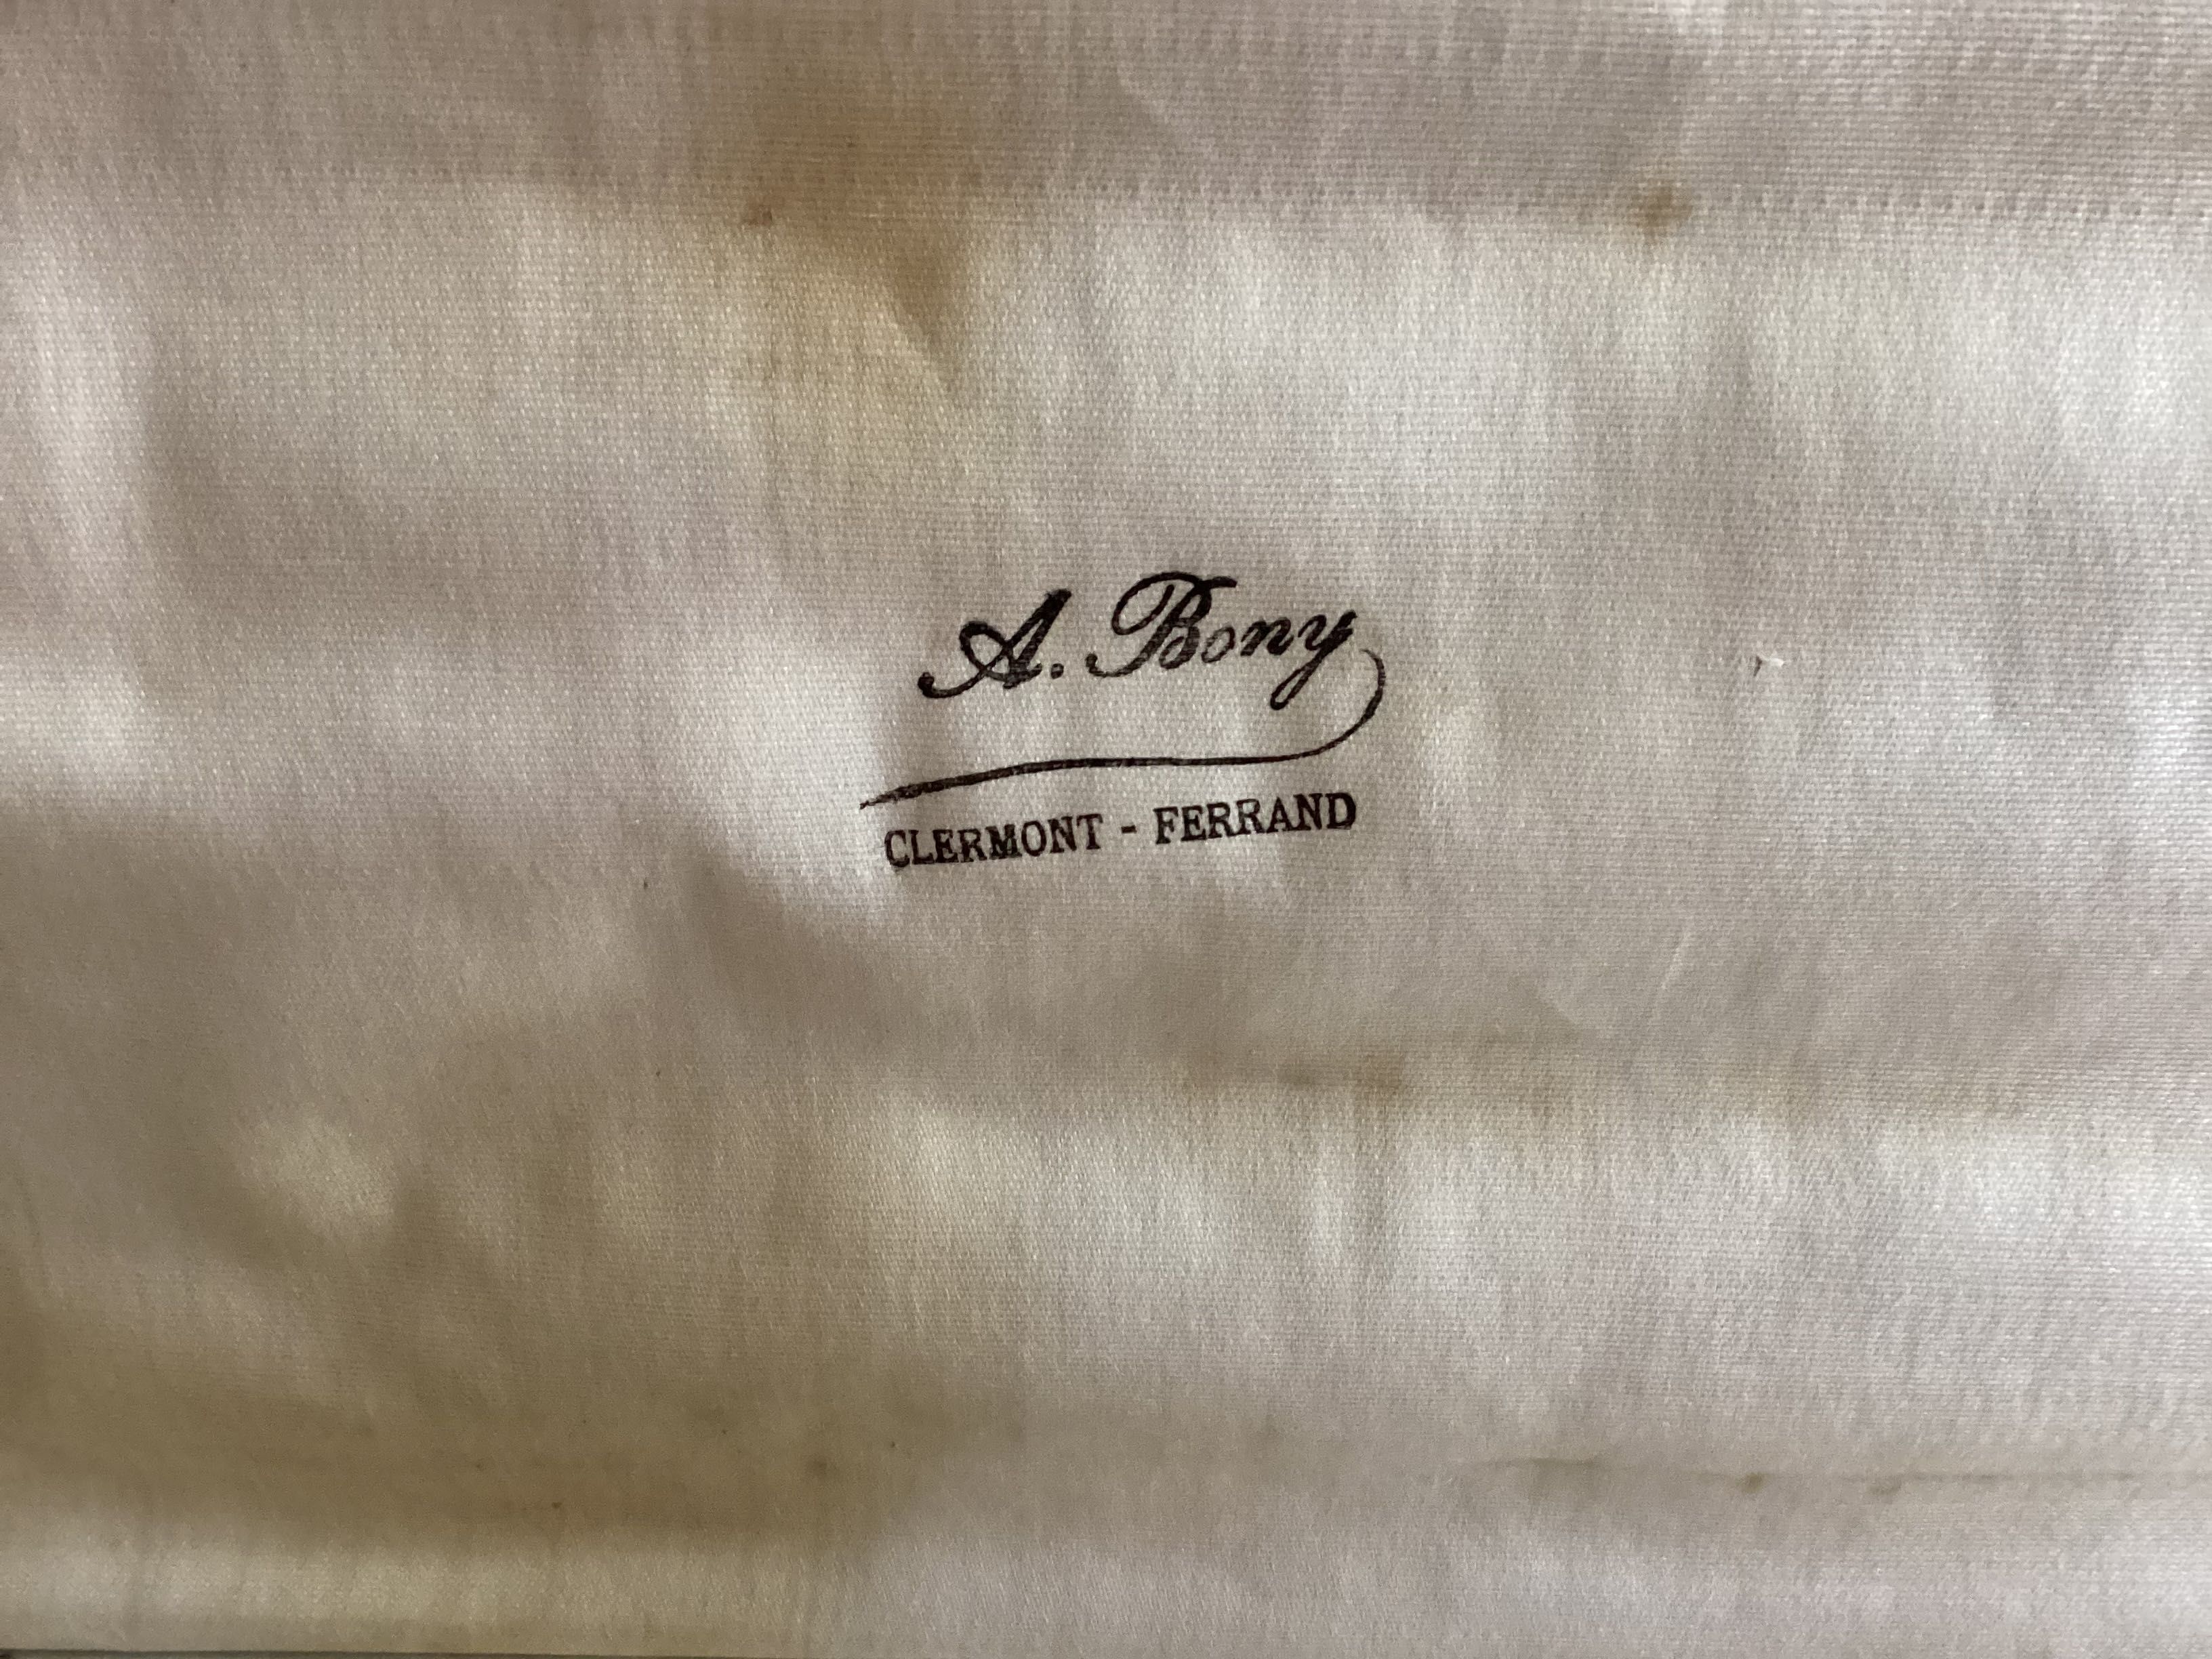 A. Bony
CLERMONT - FERRAND